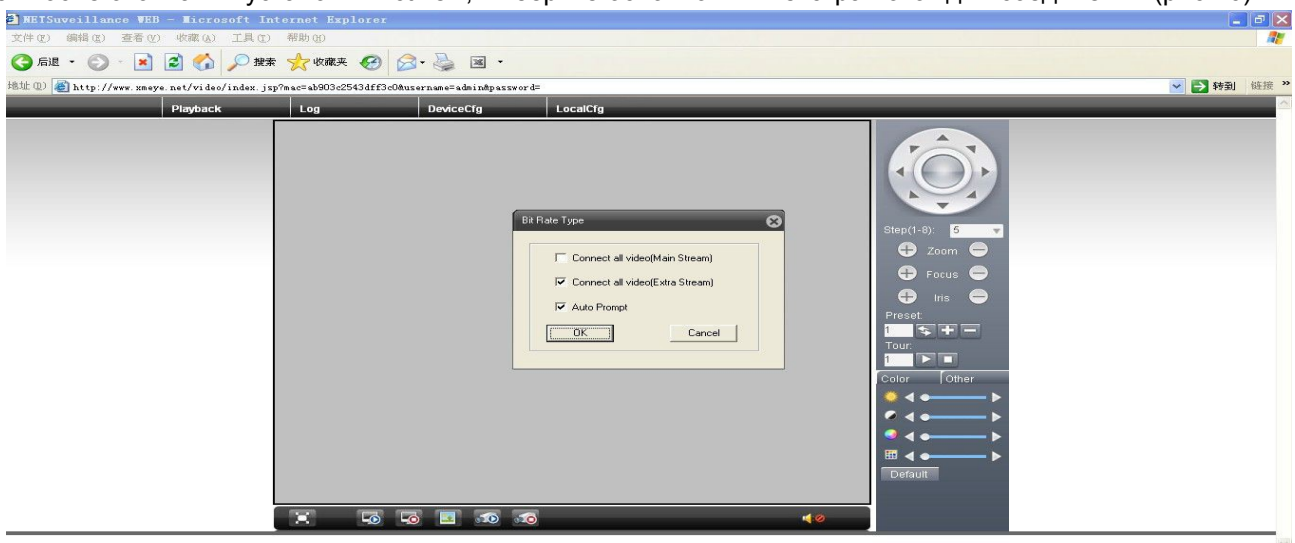 NETSuveillance WEB - Microsoft Internet Explorer
文件(F) 编辑(E) 查看(V) 收藏(A) 工具(T) 帮助(H)
后退 搜索 收藏夹
地址(D) http://www.xmeye.net/video/index.jsp?mac=ab903c2543dff3c0&username=admin&password= 转到 链接 »
Playback Log DeviceCfg LocalCfg
Bit Rate Type
Connect all video(Main Stream)
Connect all video(Extra Stream)
Auto Prompt
OK Cancel
Step(1-8): 5
Zoom
Focus
Iris
Preset:
1
Tour:
1
Color Other
Default